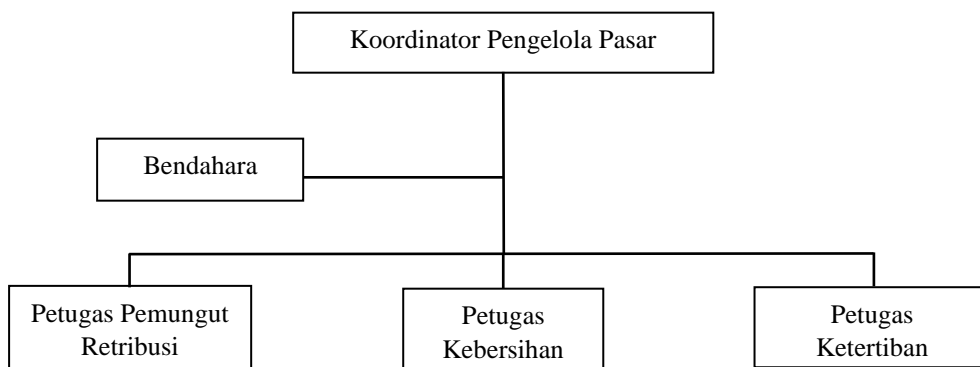 Koordinator Pengelola Pasar
Bendahara
Petugas Pemungut
Retribusi
Petugas
Kebersihan
Petugas
Ketertiban